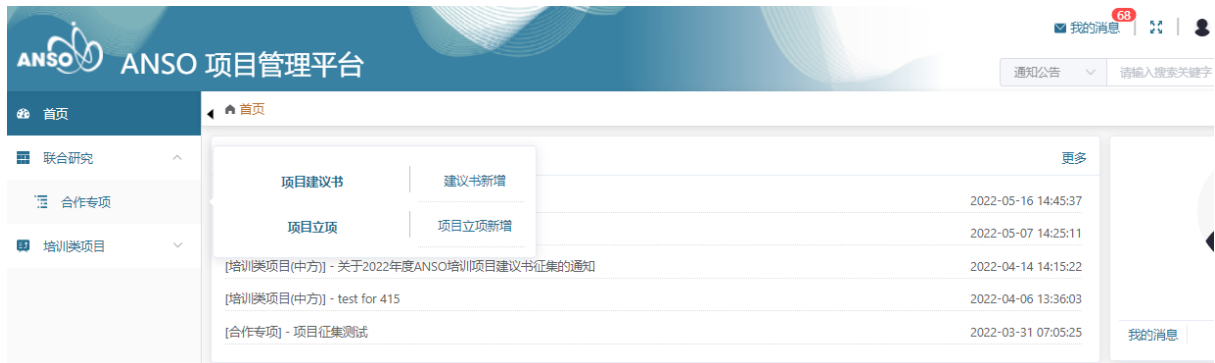 68
我的消息
ANSO ANSO 项目管理平台
通知公告 请输入搜索关键字
首页 首页
联合研究 更多
项目建议书 建议书新增
合作专项 2022-05-16 14:45:37
项目立项 项目立项新增
培训类项目 2022-05-07 14:25:11
[培训类项目(中方)] - 关于2022年度ANSO培训项目建议书征集的通知 2022-04-14 14:15:22
[培训类项目(中方)] - test for 415 2022-04-06 13:36:03
[合作专项] - 项目征集测试 2022-03-31 07:05:25
我的消息